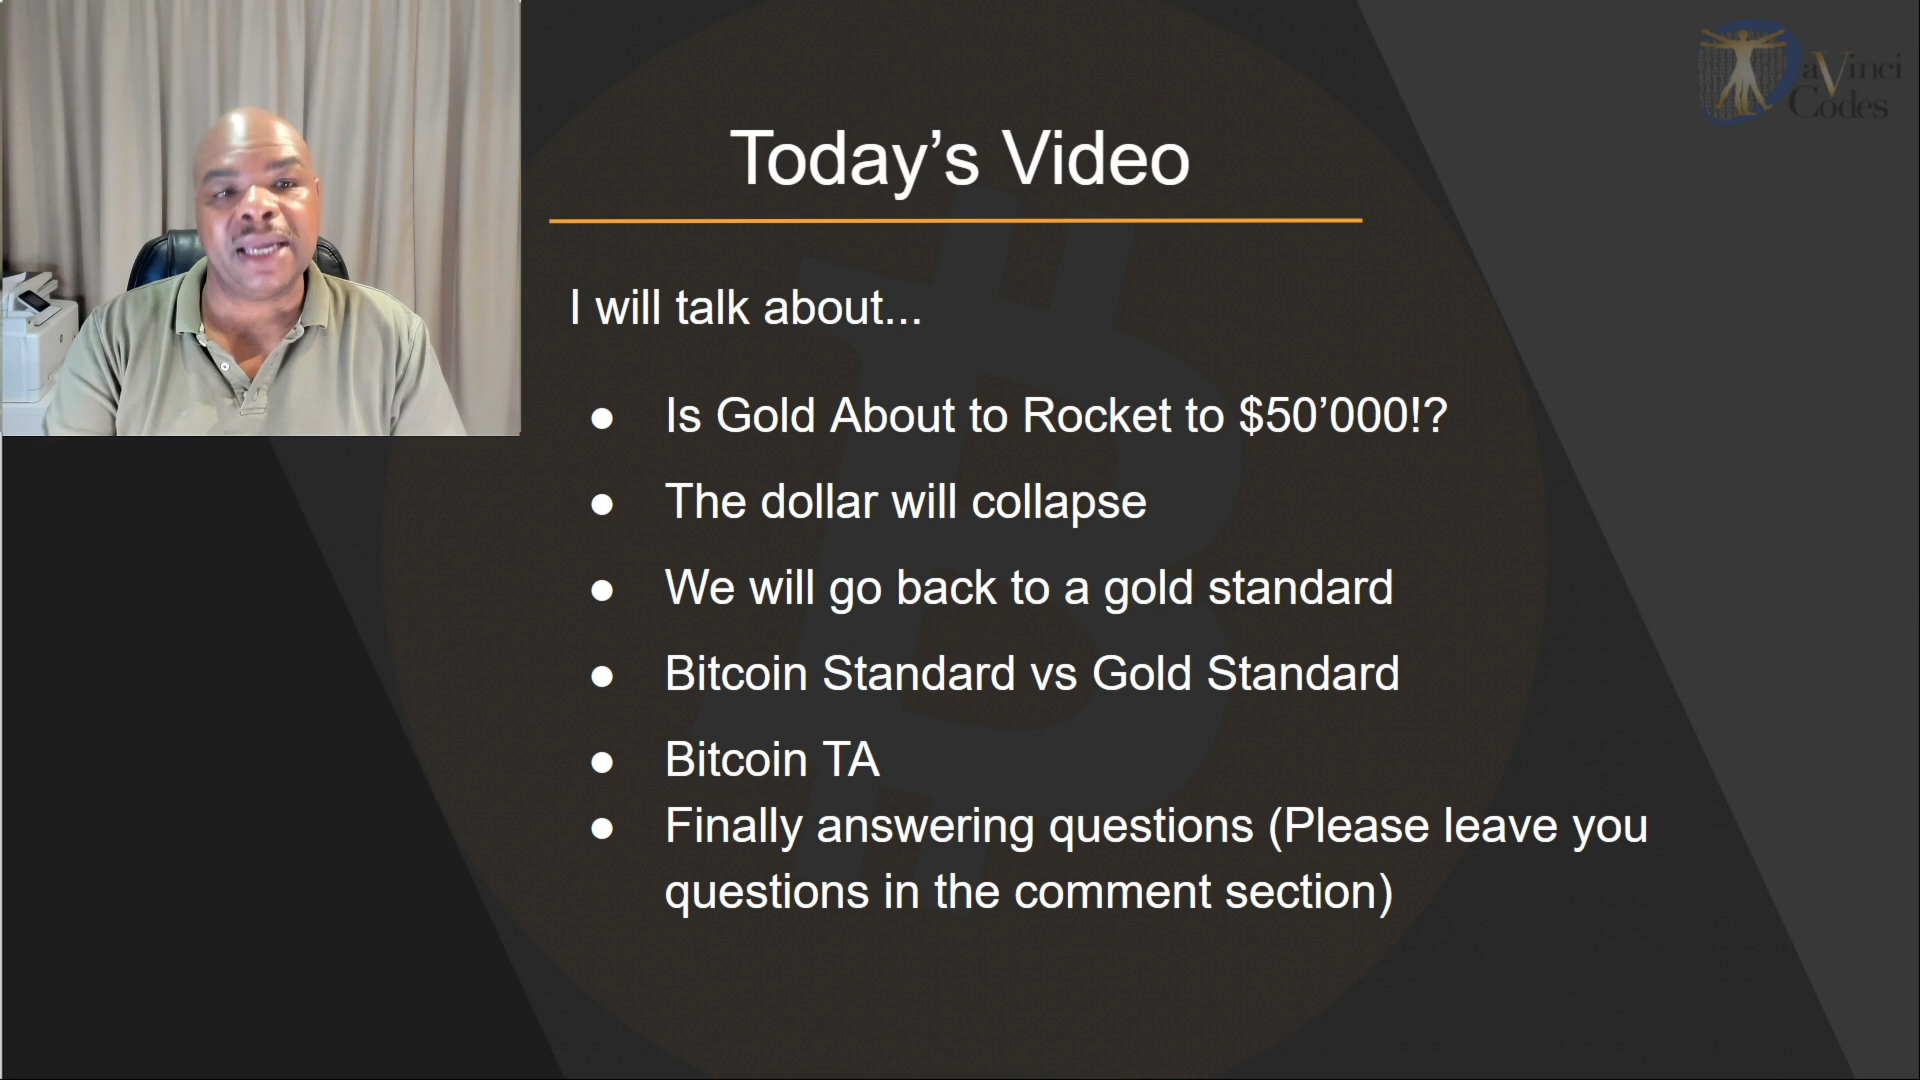 aVinci
Codes
Today’s Video
I will talk about...
● Is Gold About to Rocket to $50’000!?
● The dollar will collapse
● We will go back to a gold standard
● Bitcoin Standard vs Gold Standard
● Bitcoin TA
● Finally answering questions (Please leave you
questions in the comment section)